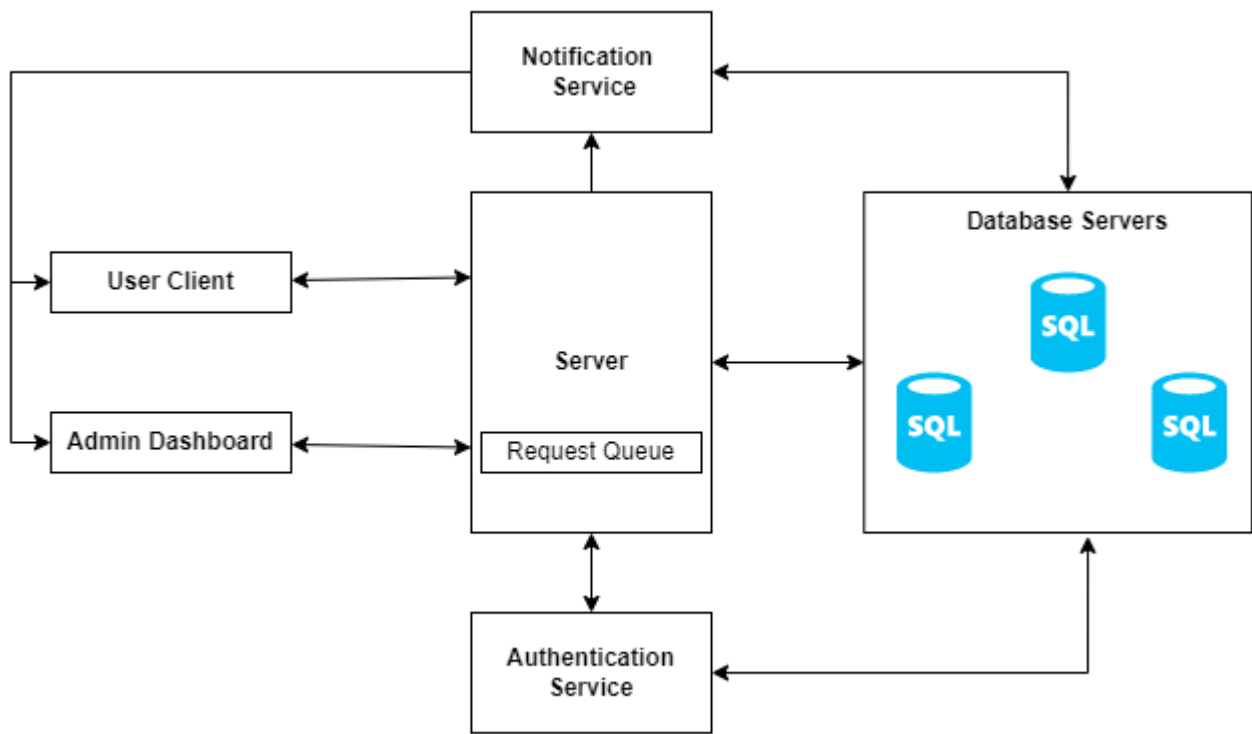 Notification
Service
Database Servers
User Client
SQL
Server
SQL
SQL
Admin Dashboard
Request Queue
Authentication
Service